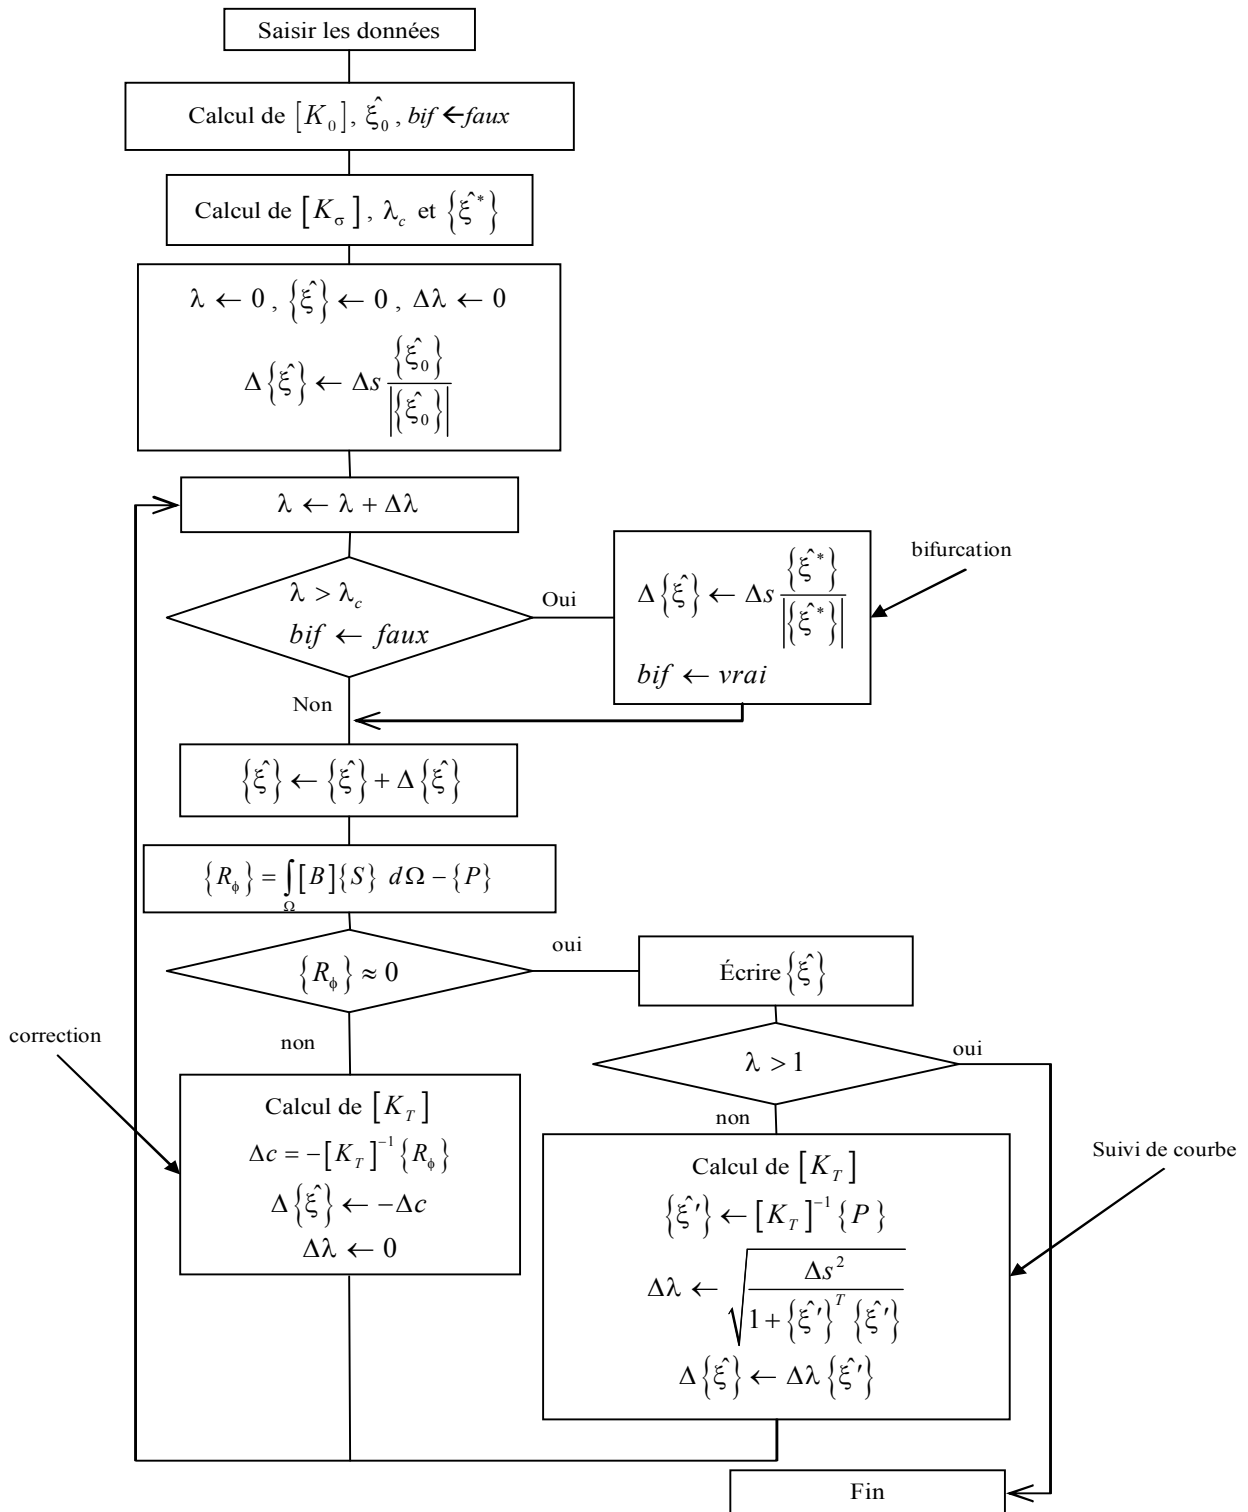 Saisir les données
Calcul de [K₀], ξ̂₀, bif ←faux
Calcul de [K_σ], λ_c et {ξ̂*}
λ ← 0 , {ξ̂} ← 0 , Δλ ← 0
Δ{ξ̂} ← Δs {ξ̂₀} / |{ξ̂₀}|
λ ← λ + Δλ
λ > λ_c
bif ← faux
Oui
Δ{ξ̂} ← Δs {ξ̂*} / |{ξ̂*}|
bif ← vrai
bifurcation
Non
{ξ̂} ← {ξ̂} + Δ{ξ̂}
{R_ϕ} = ∫_Ω [B]{S} dΩ − {P}
{R_ϕ} ≈ 0
oui
Écrire {ξ̂}
λ > 1
oui
non
correction
non
Calcul de [K_T]
Δc = −[K_T]⁻¹{R_ϕ}
Δ{ξ̂} ← −Δc
Δλ ← 0
Calcul de [K_T]
{ξ̂′} ← [K_T]⁻¹{P}
Δλ ← √(Δs² / (1 + {ξ̂′}ᵀ{ξ̂′}))
Δ{ξ̂} ← Δλ{ξ̂′}
Suivi de courbe
Fin